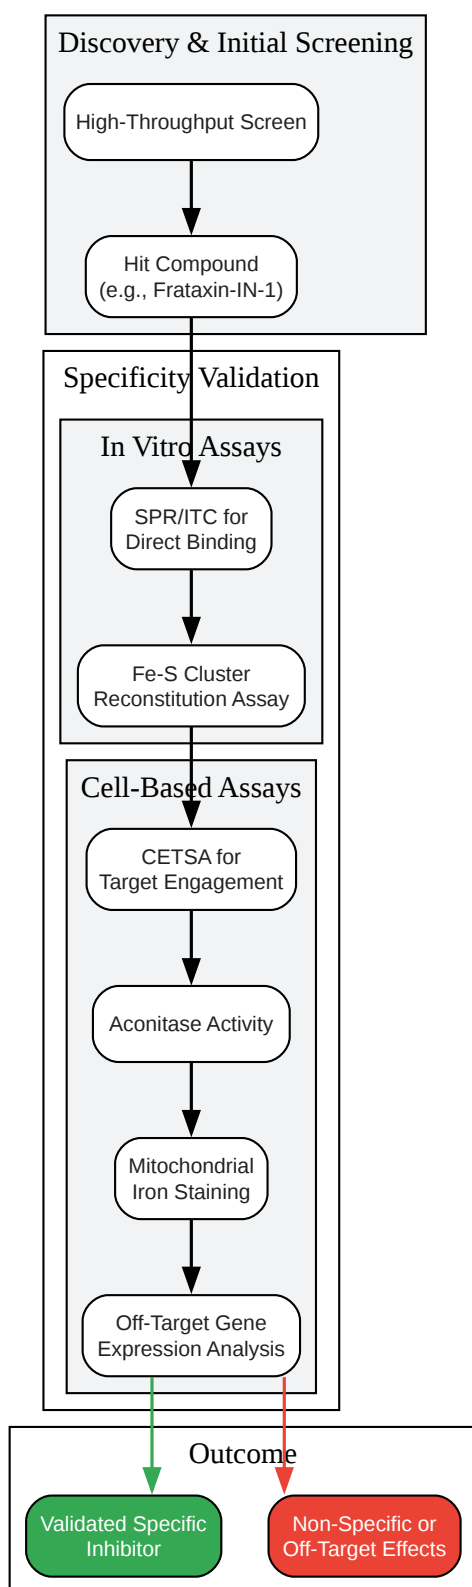 Discovery & Initial Screening
High-Throughput Screen
Hit Compound
(e.g., Frataxin-IN-1)
Specificity Validation
In Vitro Assays
SPR/ITC for
Direct Binding
Fe-S Cluster
Reconstitution Assay
Cell-Based Assays
CETSA for
Target Engagement
Aconitase Activity
Mitochondrial
Iron Staining
Off-Target Gene
Expression Analysis
Outcome
Validated Specific
Inhibitor
Non-Specific or
Off-Target Effects